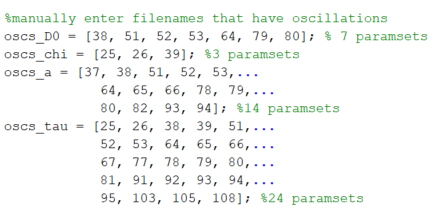 %manually enter filenames that have oscillations
oscs_D0 = [38, 51, 52, 53, 64, 79, 80]; % 7 paramsets
oscs_chi = [25, 26, 39]; %3 paramsets
oscs_a = [37, 38, 51, 52, 53,...
64, 65, 66, 78, 79,...
80, 82, 93, 94]; %14 paramsets
oscs_tau = [25, 26, 38, 39, 51,...
52, 53, 64, 65, 66,...
67, 77, 78, 79, 80,...
81, 91, 92, 93, 94,...
95, 103, 105, 108]; %24 paramsets